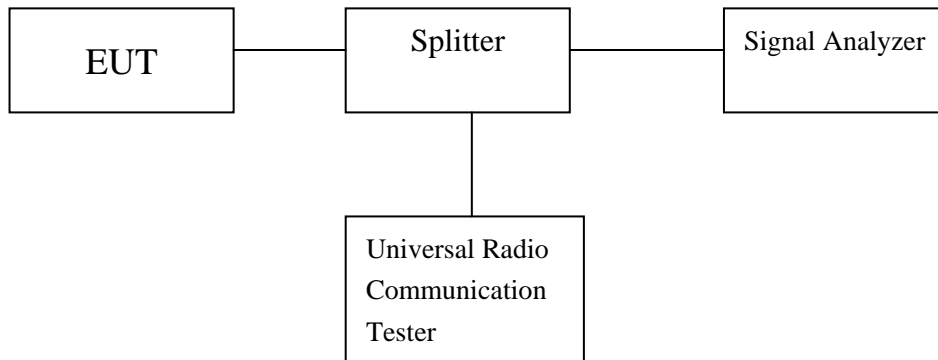 EUT
Splitter
Signal Analyzer
Universal Radio
Communication
Tester